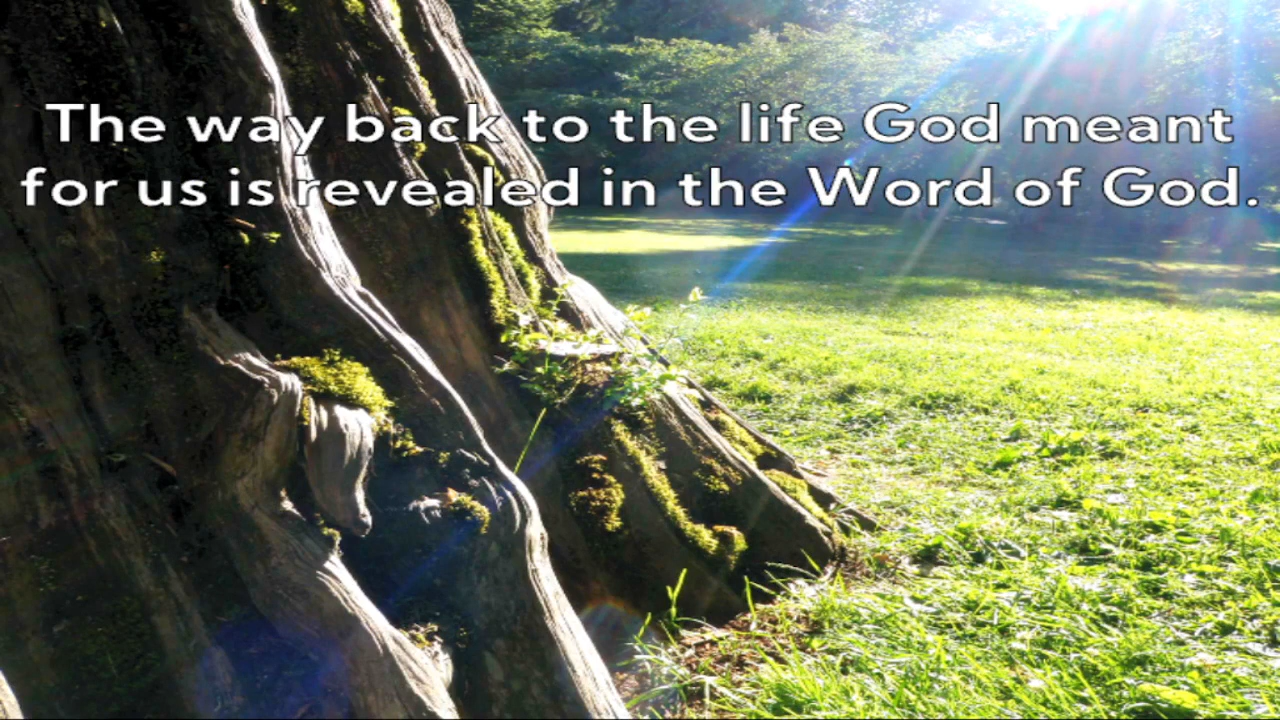 The way back to the life God meant
for us is revealed in the Word of God.